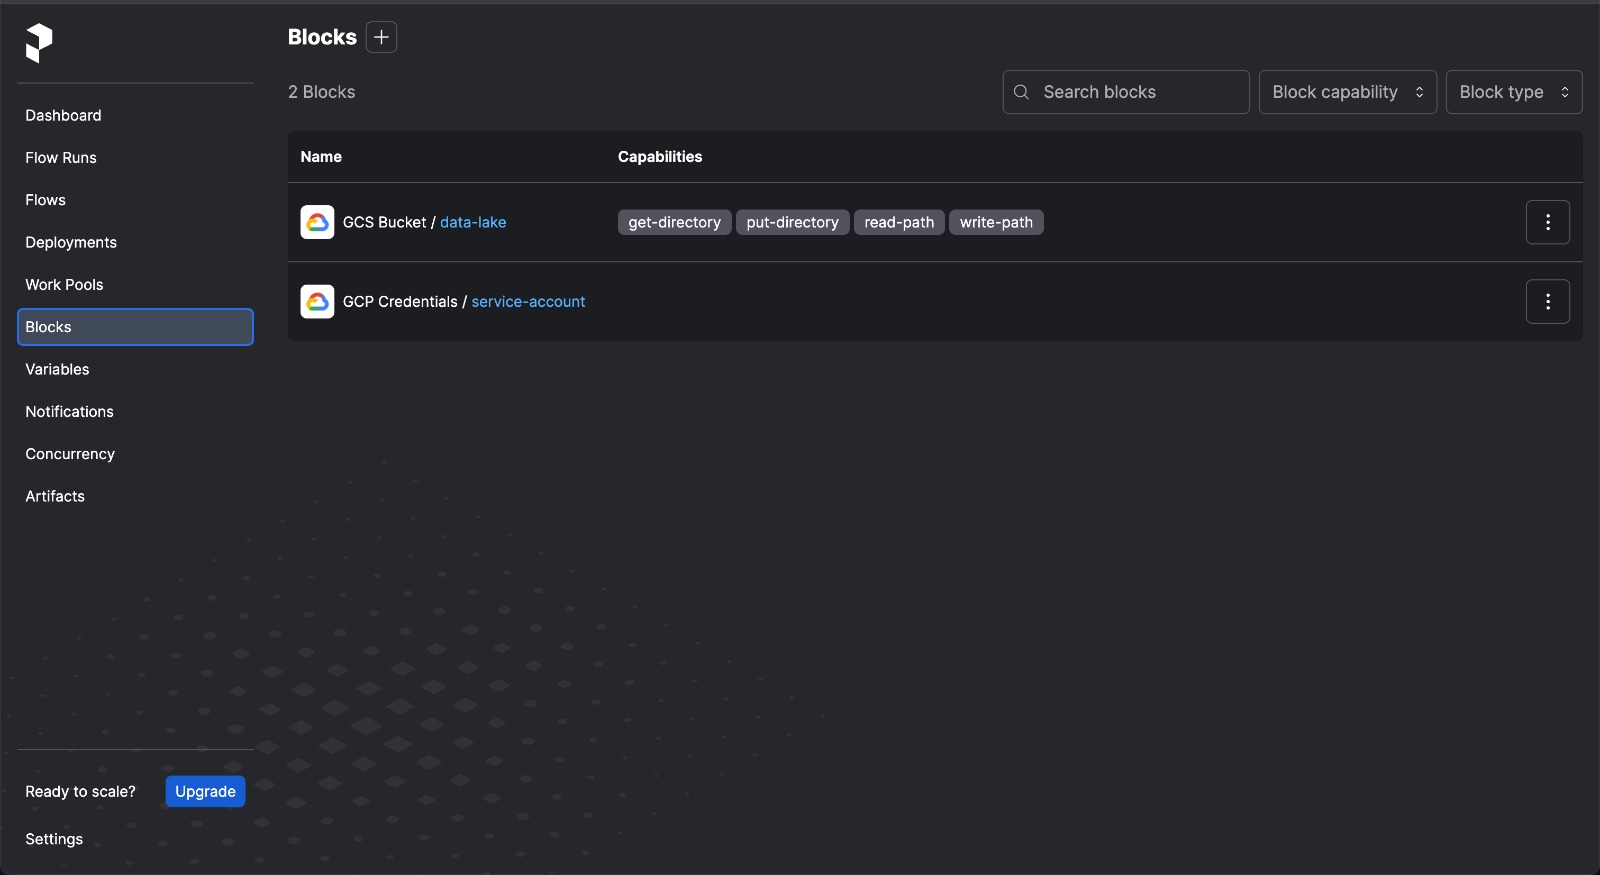 Blocks
2 Blocks
Search blocks
Block capability
Block type
Dashboard
Flow Runs
Flows
Deployments
Work Pools
Blocks
Variables
Notifications
Concurrency
Artifacts
Name Capabilities
GCS Bucket / data-lake get-directory put-directory read-path write-path
GCP Credentials / service-account
Ready to scale? Upgrade
Settings